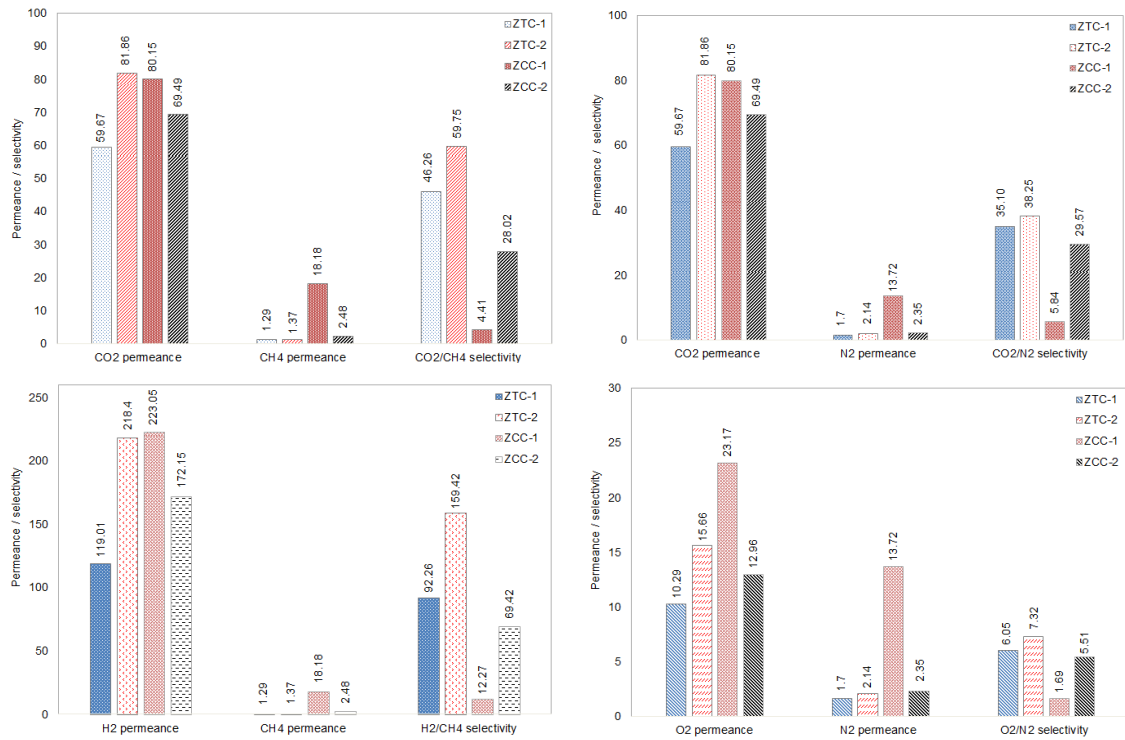 100
90
80
70
60
50
40
30
20
10
0
Permeance / selectivity
59.67
81.86
80.15
69.49
1.29
1.37
18.18
2.48
46.26
59.75
4.41
28.02
CO2 permeance
CH4 permeance
CO2/CH4 selectivity
ZTC-1
ZTC-2
ZCC-1
ZCC-2
100
80
60
40
20
0
Permeance / selectivity
59.67
81.86
80.15
69.49
1.7
2.14
13.72
2.35
35.10
38.25
5.84
29.57
CO2 permeance
N2 permeance
CO2/N2 selectivity
ZTC-1
ZTC-2
ZCC-1
ZCC-2
250
200
150
100
50
0
Permeance / selectivity
119.01
218.4
223.05
172.15
1.29
1.37
18.18
2.48
92.26
159.42
12.27
69.42
H2 permeance
CH4 permeance
H2/CH4 selectivity
ZTC-1
ZTC-2
ZCC-1
ZCC-2
30
25
20
15
10
5
0
Permeance / selectivity
10.29
15.66
23.17
12.96
1.7
2.14
13.72
2.35
6.05
7.32
1.69
5.51
O2 permeance
N2 permeance
O2/N2 selectivity
ZTC-1
ZTC-2
ZCC-1
ZCC-2